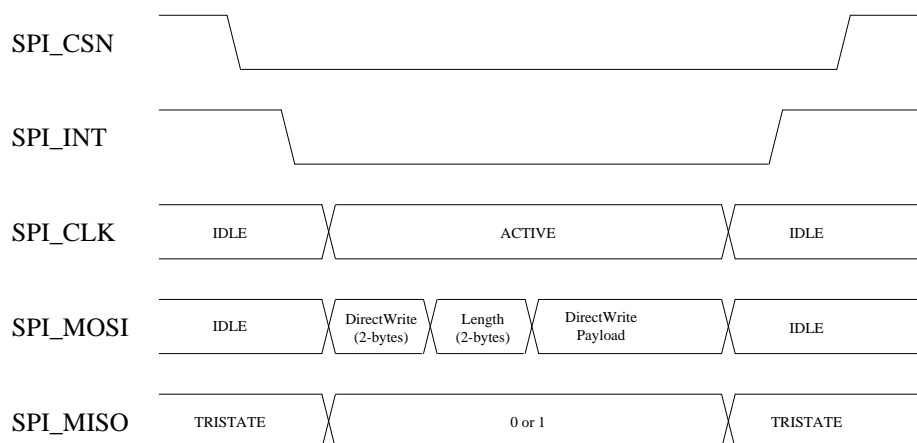 SPI_CSN
SPI_INT
SPI_CLK
IDLE
ACTIVE
IDLE
SPI_MOSI
IDLE
DirectWrite
(2-bytes)
Length
(2-bytes)
DirectWrite
Payload
IDLE
SPI_MISO
TRISTATE
0 or 1
TRISTATE